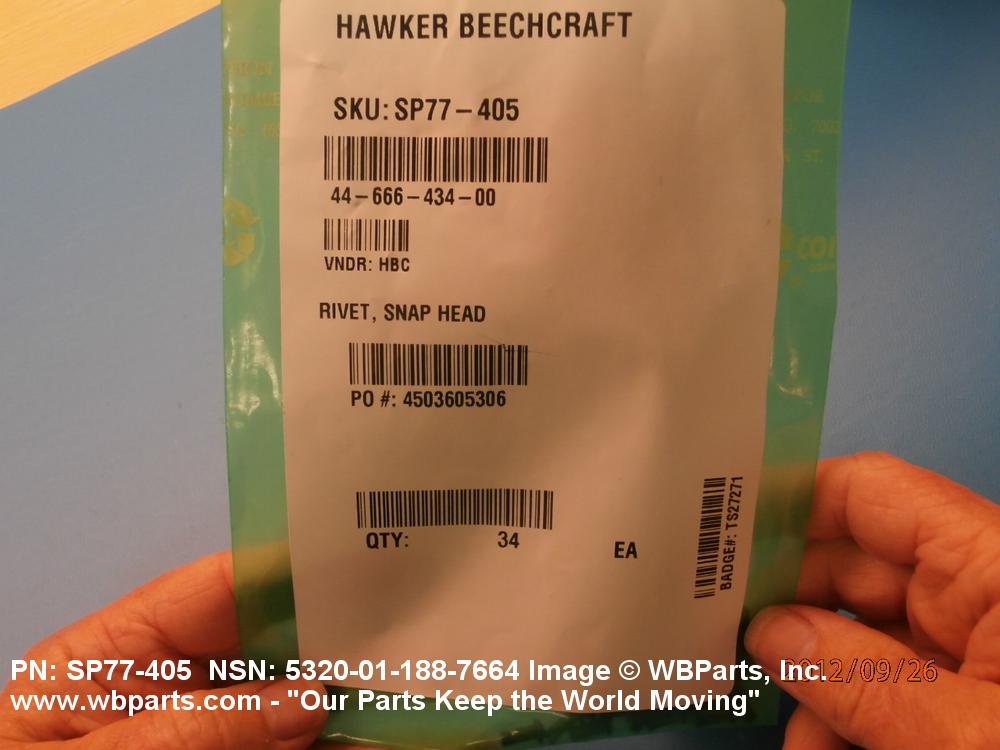 HAWKER BEECHCRAFT
SKU: SP77-405
44-666-434-00
VNDR: HBC
RIVET, SNAP HEAD
PO #: 4503605306
QTY: 34 EA
BADGE#: TS27271
PN: SP77-405 NSN: 5320-01-188-7664 Image © WBParts, Inc.
2012/09/26
www.wbparts.com - "Our Parts Keep the World Moving"